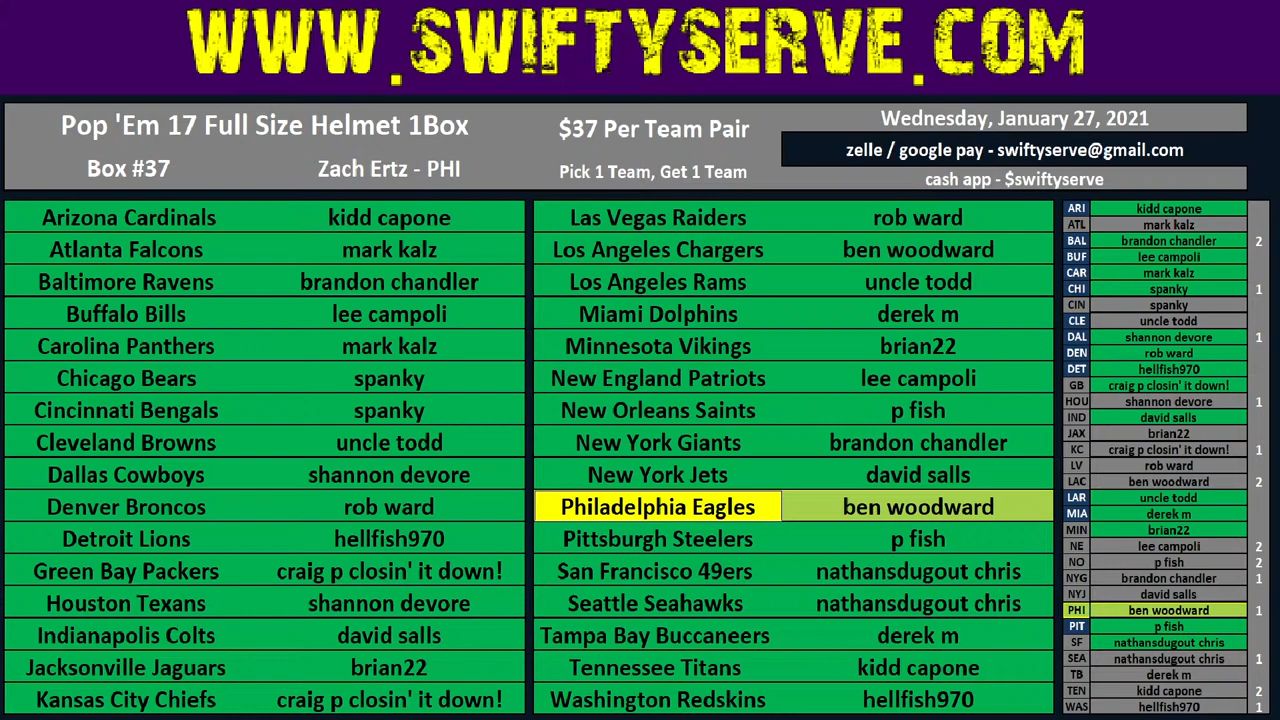 WWW.SWIFTYSERVE.COM
Pop 'Em 17 Full Size Helmet 1Box
Box #37 Zach Ertz - PHI
$37 Per Team Pair
Pick 1 Team, Get 1 Team
Wednesday, January 27, 2021
zelle / google pay - swiftyserve@gmail.com
cash app - $swiftyserve
Arizona Cardinals kidd capone
Atlanta Falcons mark kalz
Baltimore Ravens brandon chandler
Buffalo Bills lee campoli
Carolina Panthers mark kalz
Chicago Bears spanky
Cincinnati Bengals spanky
Cleveland Browns uncle todd
Dallas Cowboys shannon devore
Denver Broncos rob ward
Detroit Lions hellfish970
Green Bay Packers craig p closin' it down!
Houston Texans shannon devore
Indianapolis Colts david salls
Jacksonville Jaguars brian22
Kansas City Chiefs craig p closin' it down!
Las Vegas Raiders rob ward
Los Angeles Chargers ben woodward
Los Angeles Rams uncle todd
Miami Dolphins derek m
Minnesota Vikings brian22
New England Patriots lee campoli
New Orleans Saints p fish
New York Giants brandon chandler
New York Jets david salls
Philadelphia Eagles ben woodward
Pittsburgh Steelers p fish
San Francisco 49ers nathansdugout chris
Seattle Seahawks nathansdugout chris
Tampa Bay Buccaneers derek m
Tennessee Titans kidd capone
Washington Redskins hellfish970
ARI kidd capone
ATL mark kalz
BAL brandon chandler 2
BUF lee campoli
CAR mark kalz
CHI spanky 1
CIN spanky
CLE uncle todd
DAL shannon devore 1
DEN rob ward
DET hellfish970
GB craig p closin' it down!
HOU shannon devore 1
IND david salls
JAX brian22
KC craig p closin' it down! 1
LV rob ward
LAC ben woodward 2
LAR uncle todd
MIA derek m
MIN brian22
NE lee campoli 2
NO p fish 2
NYG brandon chandler 1
NYJ david salls
PHI ben woodward 1
PIT p fish
SF nathansdugout chris
SEA nathansdugout chris 1
TB derek m
TEN kidd capone 2
WAS hellfish970 1